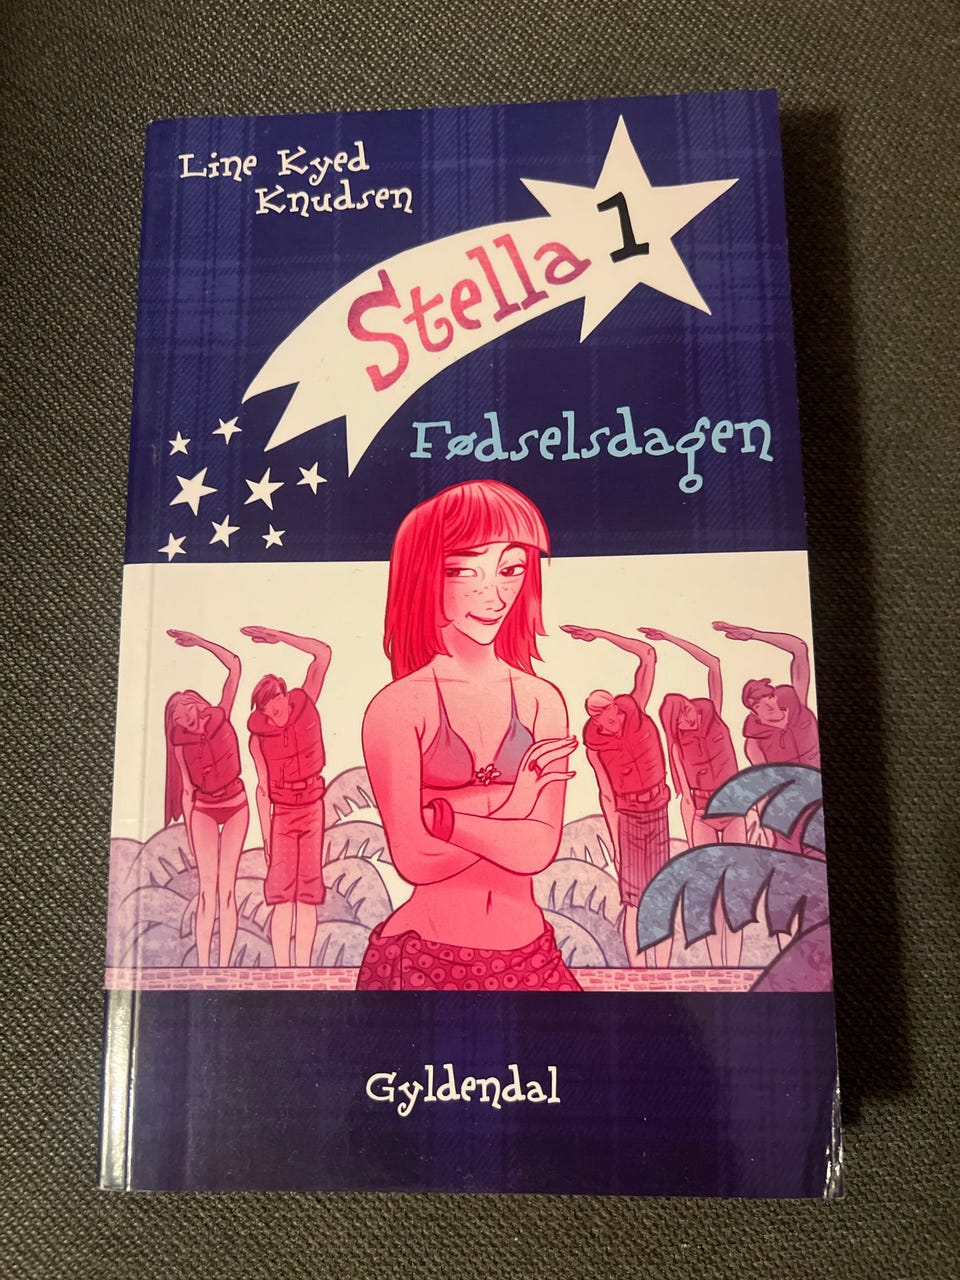 Line Kyed
Knudsen
Stella 1
Fødselsdagen
Gyldendal